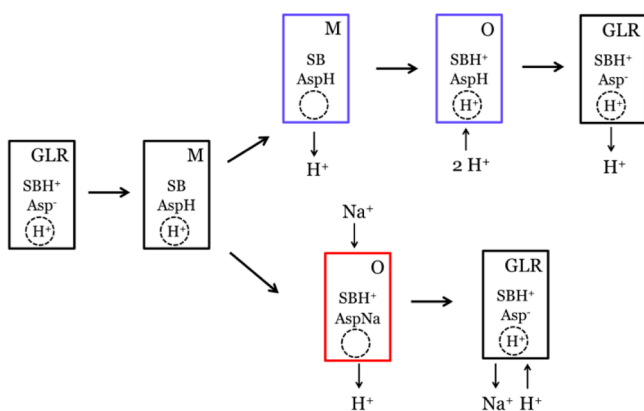 M
SB
AspH
H⁺
O
SBH⁺
AspH
H⁺
2 H⁺
GLR
SBH⁺
Asp⁻
H⁺
H⁺
GLR
SBH⁺
Asp⁻
H⁺
M
SB
AspH
H⁺
Na⁺
O
SBH⁺
AspNa
H⁺
GLR
SBH⁺
Asp⁻
H⁺
Na⁺ H⁺